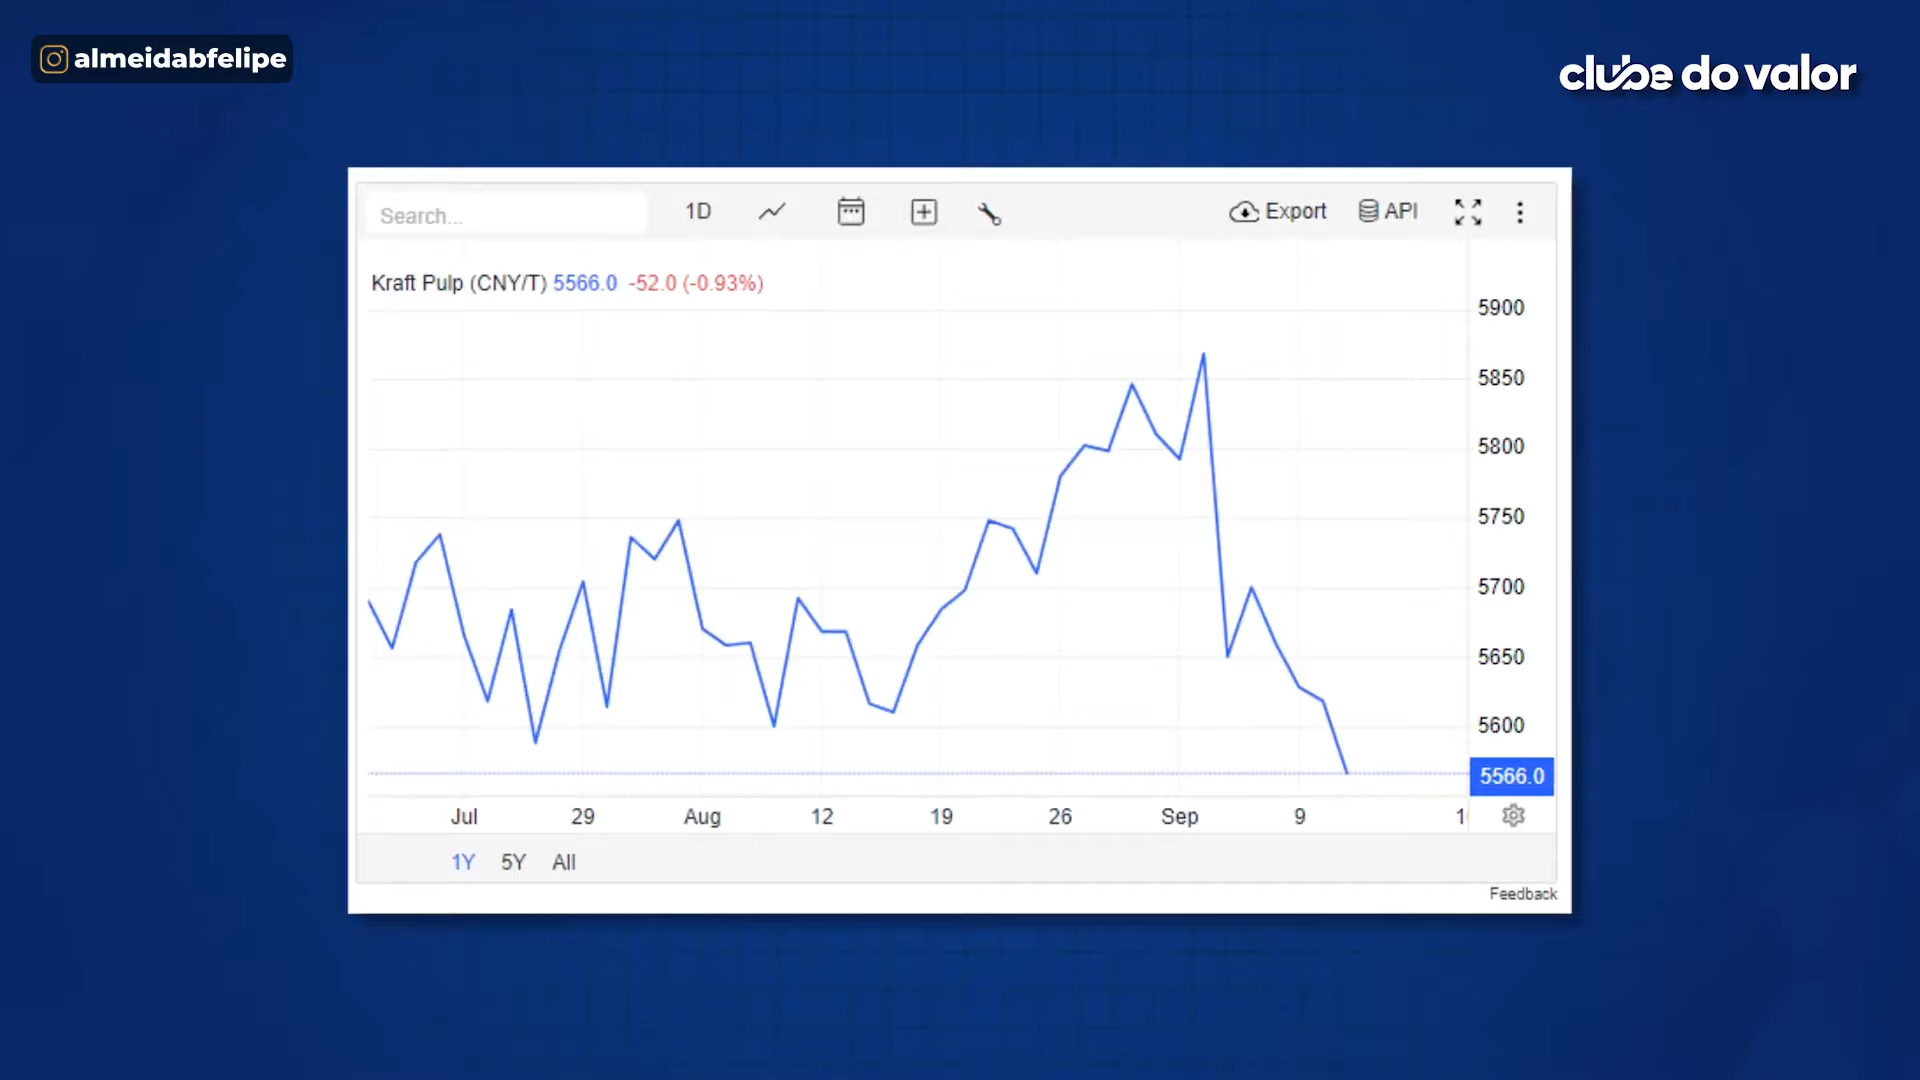 almeidabfelipe
clube do valor
Search...
1D
Export
API
Kraft Pulp (CNY/T) 5566.0 -52.0 (-0.93%)
5900
5850
5800
5750
5700
5650
5600
5566.0
Jul 29 Aug 12 19 26 Sep 9
1Y 5Y All
Feedback